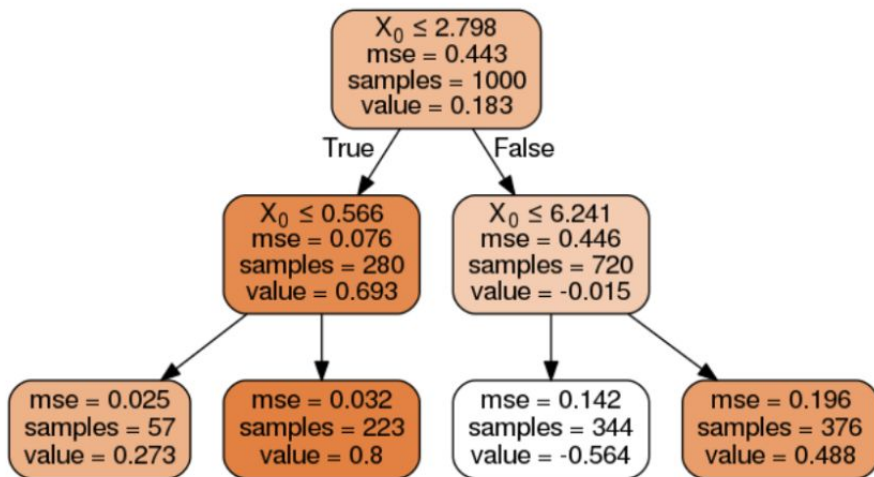 X₀ ≤ 2.798
mse = 0.443
samples = 1000
value = 0.183
True
False
X₀ ≤ 0.566
mse = 0.076
samples = 280
value = 0.693
X₀ ≤ 6.241
mse = 0.446
samples = 720
value = -0.015
mse = 0.025
samples = 57
value = 0.273
mse = 0.032
samples = 223
value = 0.8
mse = 0.142
samples = 344
value = -0.564
mse = 0.196
samples = 376
value = 0.488